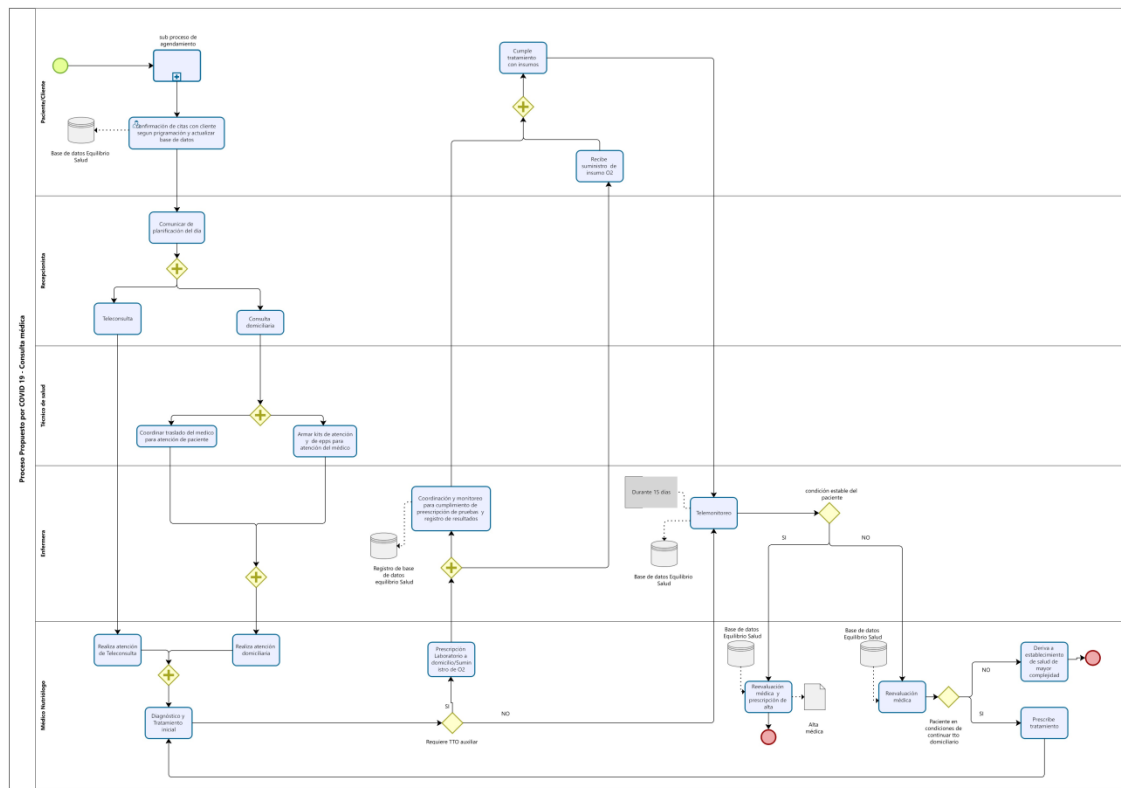 Proceso Propuesto por COVID 19 - Consulta médica
Paciente/Cliente
sub proceso de
agendamiento
Confirmación de citas con cliente
segun prigramación y actualizar
base de datos
Base de datos Equilibrio
Salud
Cumple
tratamiento
con insumos
Recibe
suministro de
insumo O2
Recepcionista
Comunicar de
planificación del día
Teleconsulta
Consulta
domiciliaria
Técnico de salud
Coordinar traslado del medico
para atención de paciente
Armar kits de atención
y de epps para
atención del médico
Enfermera
Coordinación y monitoreo
para cumplimiento de
preescripción de pruebas y
registro de resultados
Registro de base
de datos
equilibrio Salud
Durante 15 días
Telemonitoreo
Base de datos Equilibrio
Salud
condición estable del
paciente
SI
NO
Médico Nutriólogo
Realiza atención
de Teleconsulta
Realiza atención
domiciliaria
Diagnóstico y
Tratamiento
inicial
Prescripción
Laboratorio a
domicilio/Sumi
nistro de O2
SI
NO
Requiere TTO auxiliar
Base de datos
Equilibrio Salud
Reevaluación
médica y
prescripción de
alta
Alta
médica
Base de datos
Equilibrio Salud
Reevaluación
médica
Paciente en
condiciones de
continuar tto
domiciliario
NO
SI
Deriva a
establecimiento
de salud de
mayor
complejidad
Prescribe
tratamiento